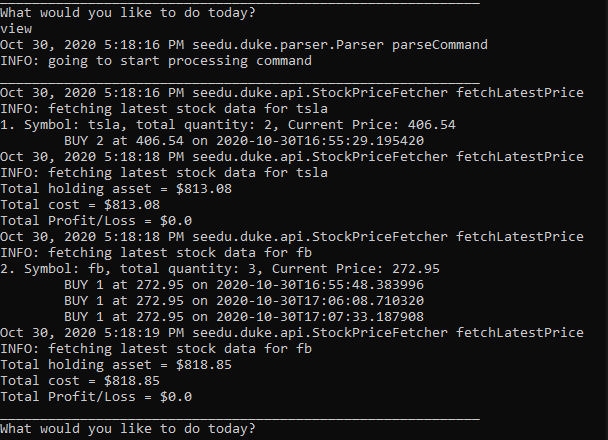 What would you like to do today?
view
Oct 30, 2020 5:18:16 PM seedu.duke.parser.Parser parseCommand
INFO: going to start processing command
Oct 30, 2020 5:18:16 PM seedu.duke.api.StockPriceFetcher fetchLatestPrice
INFO: fetching latest stock data for tsla
1. Symbol: tsla, total quantity: 2, Current Price: 406.54
BUY 2 at 406.54 on 2020-10-30T16:55:29.195420
Oct 30, 2020 5:18:18 PM seedu.duke.api.StockPriceFetcher fetchLatestPrice
INFO: fetching latest stock data for tsla
Total holding asset = $813.08
Total cost = $813.08
Total Profit/Loss = $0.0
Oct 30, 2020 5:18:18 PM seedu.duke.api.StockPriceFetcher fetchLatestPrice
INFO: fetching latest stock data for fb
2. Symbol: fb, total quantity: 3, Current Price: 272.95
BUY 1 at 272.95 on 2020-10-30T16:55:48.383996
BUY 1 at 272.95 on 2020-10-30T17:06:08.710320
BUY 1 at 272.95 on 2020-10-30T17:07:33.187908
Oct 30, 2020 5:18:19 PM seedu.duke.api.StockPriceFetcher fetchLatestPrice
INFO: fetching latest stock data for fb
Total holding asset = $818.85
Total cost = $818.85
Total Profit/Loss = $0.0
What would you like to do today?